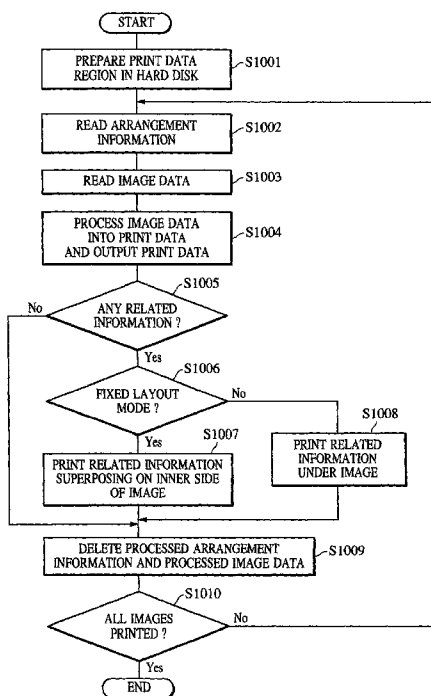 START
PREPARE PRINT DATA
REGION IN HARD DISK
S1001
READ ARRANGEMENT
INFORMATION
S1002
READ IMAGE DATA
S1003
PROCESS IMAGE DATA
INTO PRINT DATA
AND OUTPUT PRINT DATA
S1004
S1005
No
ANY RELATED
INFORMATION ?
Yes
S1006
FIXED LAYOUT
MODE ?
No
Yes
S1007
S1008
PRINT RELATED INFORMATION
SUPERPOSING ON INNER SIDE
OF IMAGE
PRINT RELATED
INFORMATION
UNDER IMAGE
DELETE PROCESSED ARRANGEMENT
INFORMATION AND PROCESSED IMAGE DATA
S1009
S1010
ALL IMAGES
PRINTED ?
No
Yes
END